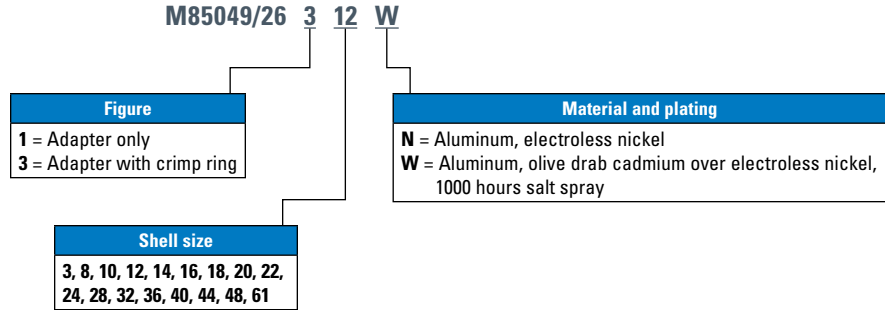 M85049/26 3 12 W
Figure
1 = Adapter only
3 = Adapter with crimp ring
Material and plating
N = Aluminum, electroless nickel
W = Aluminum, olive drab cadmium over electroless nickel,
1000 hours salt spray
Shell size
3, 8, 10, 12, 14, 16, 18, 20, 22,
24, 28, 32, 36, 40, 44, 48, 61